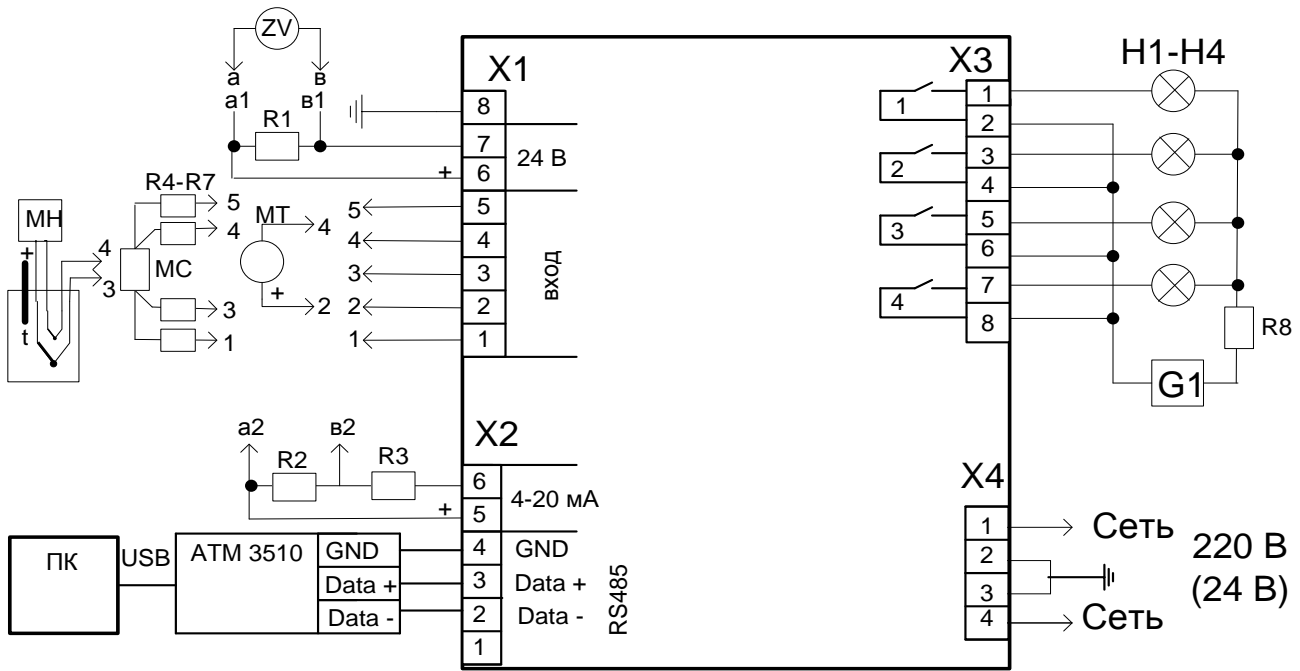 ZV
а
в
а1
в1
R1
X1
8
7
6
5
4
3
2
1
24 В
вход
+
R4-R7
5
4
3
1
МН
+
t
4
3
МС
МТ
4
+
2
5
4
3
2
1
X3
1
2
3
4
5
6
7
8
1
2
3
4
H1-H4
R8
G1
а2
в2
R2
R3
+
X2
6
5
4
3
2
1
4-20 мА
GND
Data +
Data -
RS485
ПК
USB
АТМ 3510
GND
Data +
Data -
X4
1
2
3
4
Сеть
Сеть
220 В
(24 В)